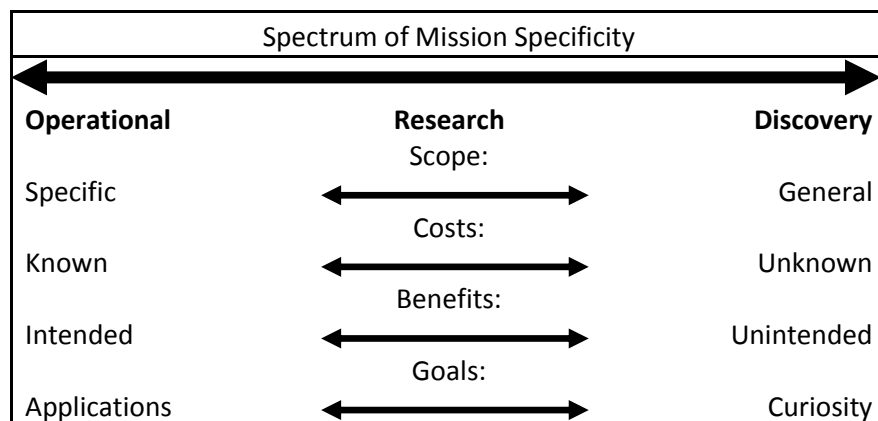 Spectrum of Mission Specificity
Operational Research Discovery
Scope:
Specific General
Costs:
Known Unknown
Benefits:
Intended Unintended
Goals:
Applications Curiosity